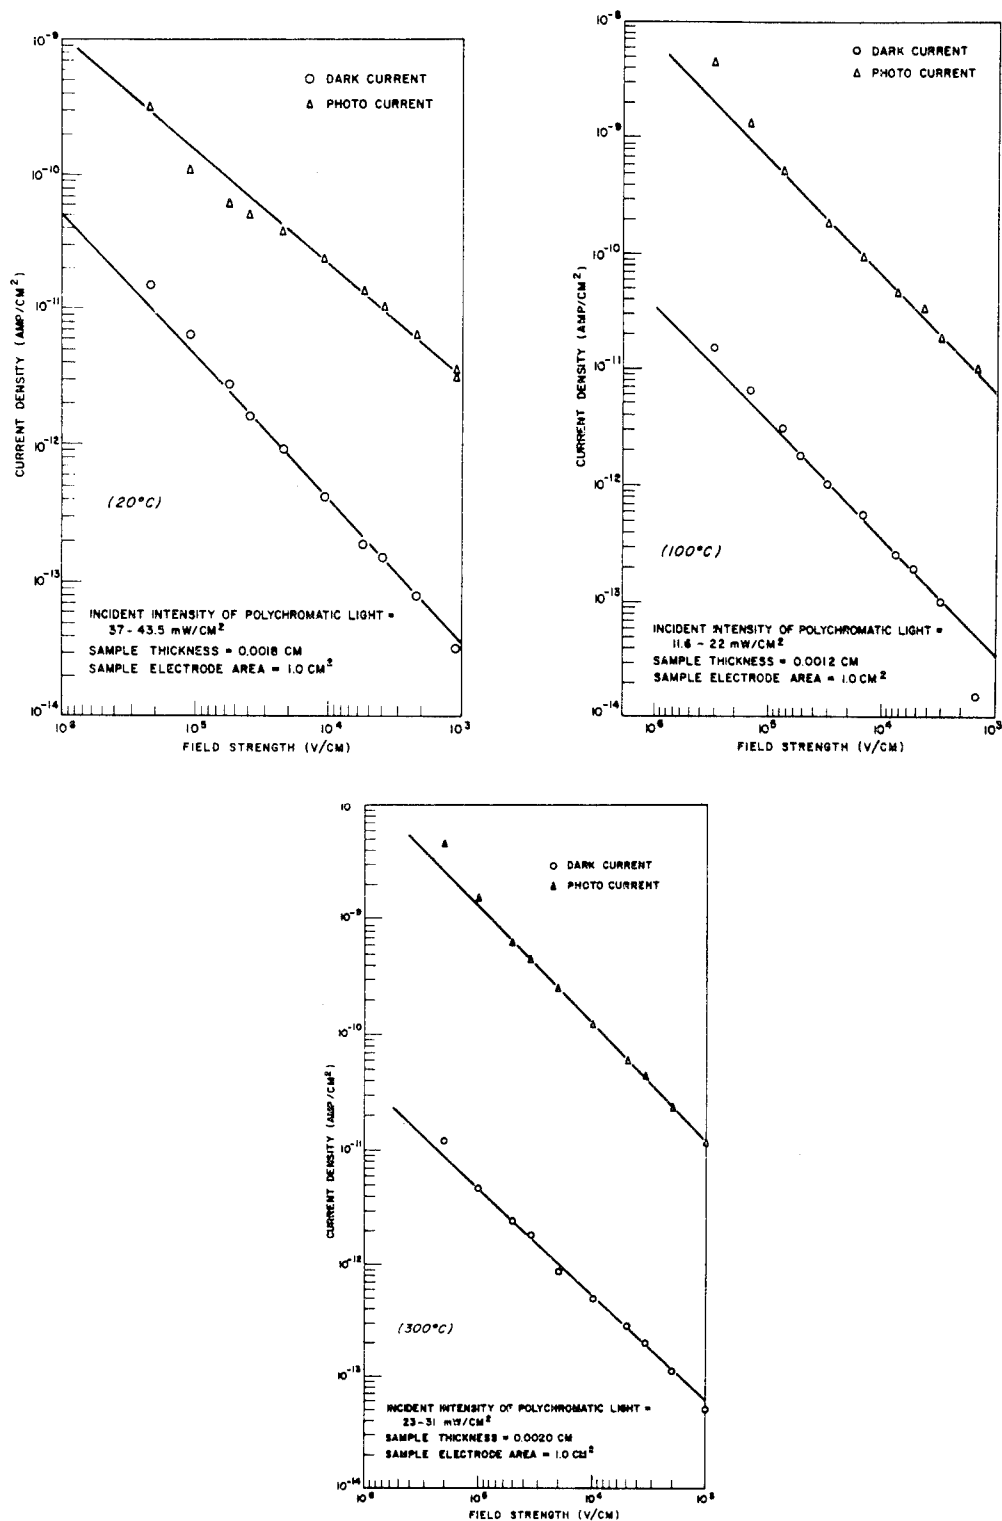 10⁻⁹
10⁻¹⁰
10⁻¹¹
10⁻¹²
10⁻¹³
10⁻¹⁴
CURRENT DENSITY (AMP/CM²)
○ DARK CURRENT
△ PHOTO CURRENT
(20°C)
INCIDENT INTENSITY OF POLYCHROMATIC LIGHT =
37 - 43.5 mW/CM²
SAMPLE THICKNESS = 0.0018 CM
SAMPLE ELECTRODE AREA = 1.0 CM²
10⁶ 10⁵ 10⁴ 10³
FIELD STRENGTH (V/CM)
10⁻⁸
10⁻⁹
10⁻¹⁰
10⁻¹¹
10⁻¹²
10⁻¹³
10⁻¹⁴
CURRENT DENSITY (AMP/CM²)
○ DARK CURRENT
△ PHOTO CURRENT
(100°C)
INCIDENT INTENSITY OF POLYCHROMATIC LIGHT =
11.6 - 22 mW/CM²
SAMPLE THICKNESS = 0.0012 CM
SAMPLE ELECTRODE AREA = 1.0 CM²
10⁶ 10⁵ 10⁴ 10³
FIELD STRENGTH (V/CM)
10
10⁻⁹
10⁻¹⁰
10⁻¹¹
10⁻¹²
10⁻¹³
10⁻¹⁴
CURRENT DENSITY (AMP/CM²)
○ DARK CURRENT
▲ PHOTO CURRENT
(300°C)
INCIDENT INTENSITY OF POLYCHROMATIC LIGHT =
23-31 mW/CM²
SAMPLE THICKNESS = 0.0020 CM
SAMPLE ELECTRODE AREA = 1.0 CM²
10⁶ 10⁵ 10⁴ 10³
FIELD STRENGTH (V/CM)